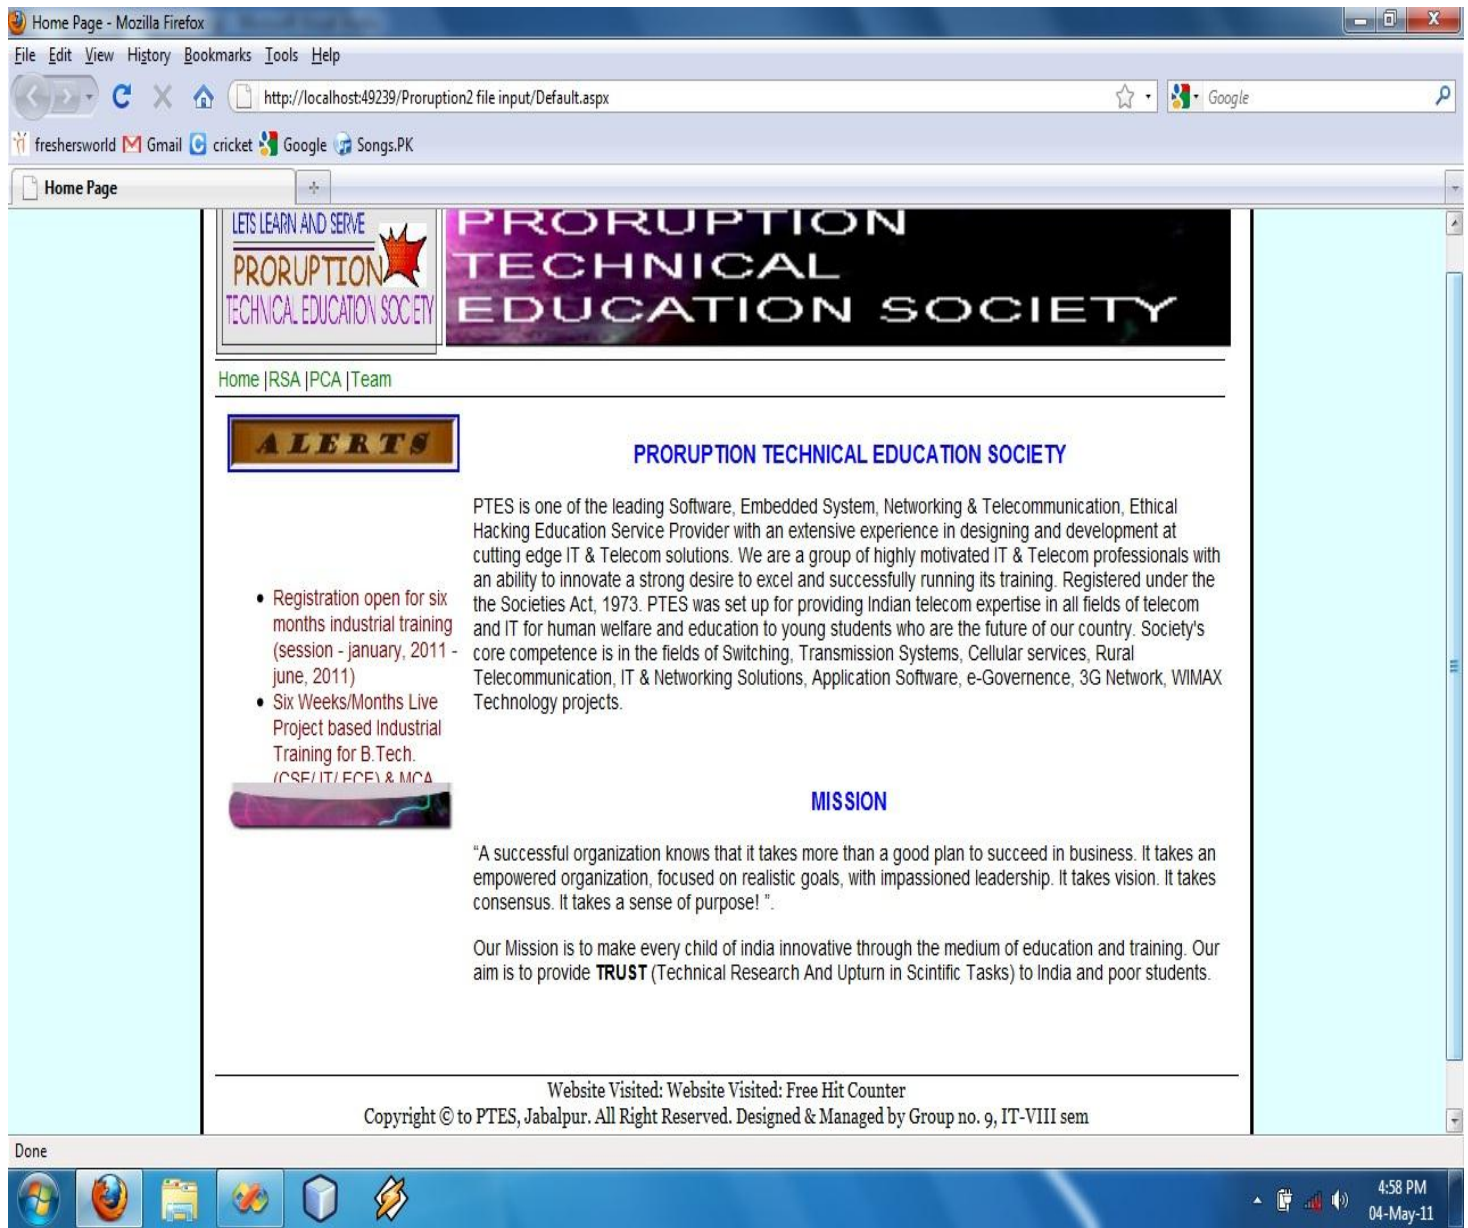 Home Page - Mozilla Firefox
File Edit View History Bookmarks Tools Help
http://localhost:49239/Proruption2 file input/Default.aspx
Google
freshersworld Gmail cricket Google Songs.PK
Home Page
LETS LEARN AND SERVE
PRORUPTION
TECHNICAL EDUCATION SOCIETY
PRORUPTION
TECHNICAL
EDUCATION SOCIETY
Home |RSA |PCA |Team
ALERTS
Registration open for six
months industrial training
(session - january, 2011 -
june, 2011)
Six Weeks/Months Live
Project based Industrial
Training for B.Tech.
(CSE/ IT/ ECE) & MCA
PRORUPTION TECHNICAL EDUCATION SOCIETY
PTES is one of the leading Software, Embedded System, Networking & Telecommunication, Ethical
Hacking Education Service Provider with an extensive experience in designing and development at
cutting edge IT & Telecom solutions. We are a group of highly motivated IT & Telecom professionals with
an ability to innovate a strong desire to excel and successfully running its training. Registered under the
the Societies Act, 1973. PTES was set up for providing Indian telecom expertise in all fields of telecom
and IT for human welfare and education to young students who are the future of our country. Society's
core competence is in the fields of Switching, Transmission Systems, Cellular services, Rural
Telecommunication, IT & Networking Solutions, Application Software, e-Governence, 3G Network, WIMAX
Technology projects.
MISSION
“A successful organization knows that it takes more than a good plan to succeed in business. It takes an
empowered organization, focused on realistic goals, with impassioned leadership. It takes vision. It takes
consensus. It takes a sense of purpose! ”.
Our Mission is to make every child of india innovative through the medium of education and training. Our
aim is to provide TRUST (Technical Research And Upturn in Scintific Tasks) to India and poor students.
Website Visited: Website Visited: Free Hit Counter
Copyright © to PTES, Jabalpur. All Right Reserved. Designed & Managed by Group no. 9, IT-VIII sem
Done
4:58 PM
04-May-11